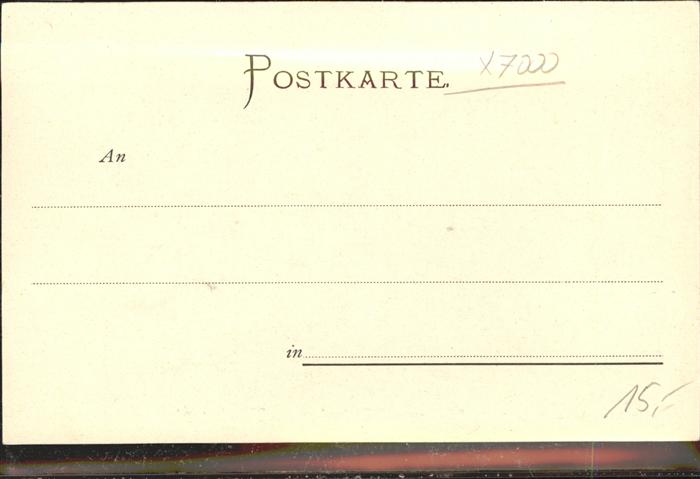 POSTKARTE.
X7000
An
in
15,-